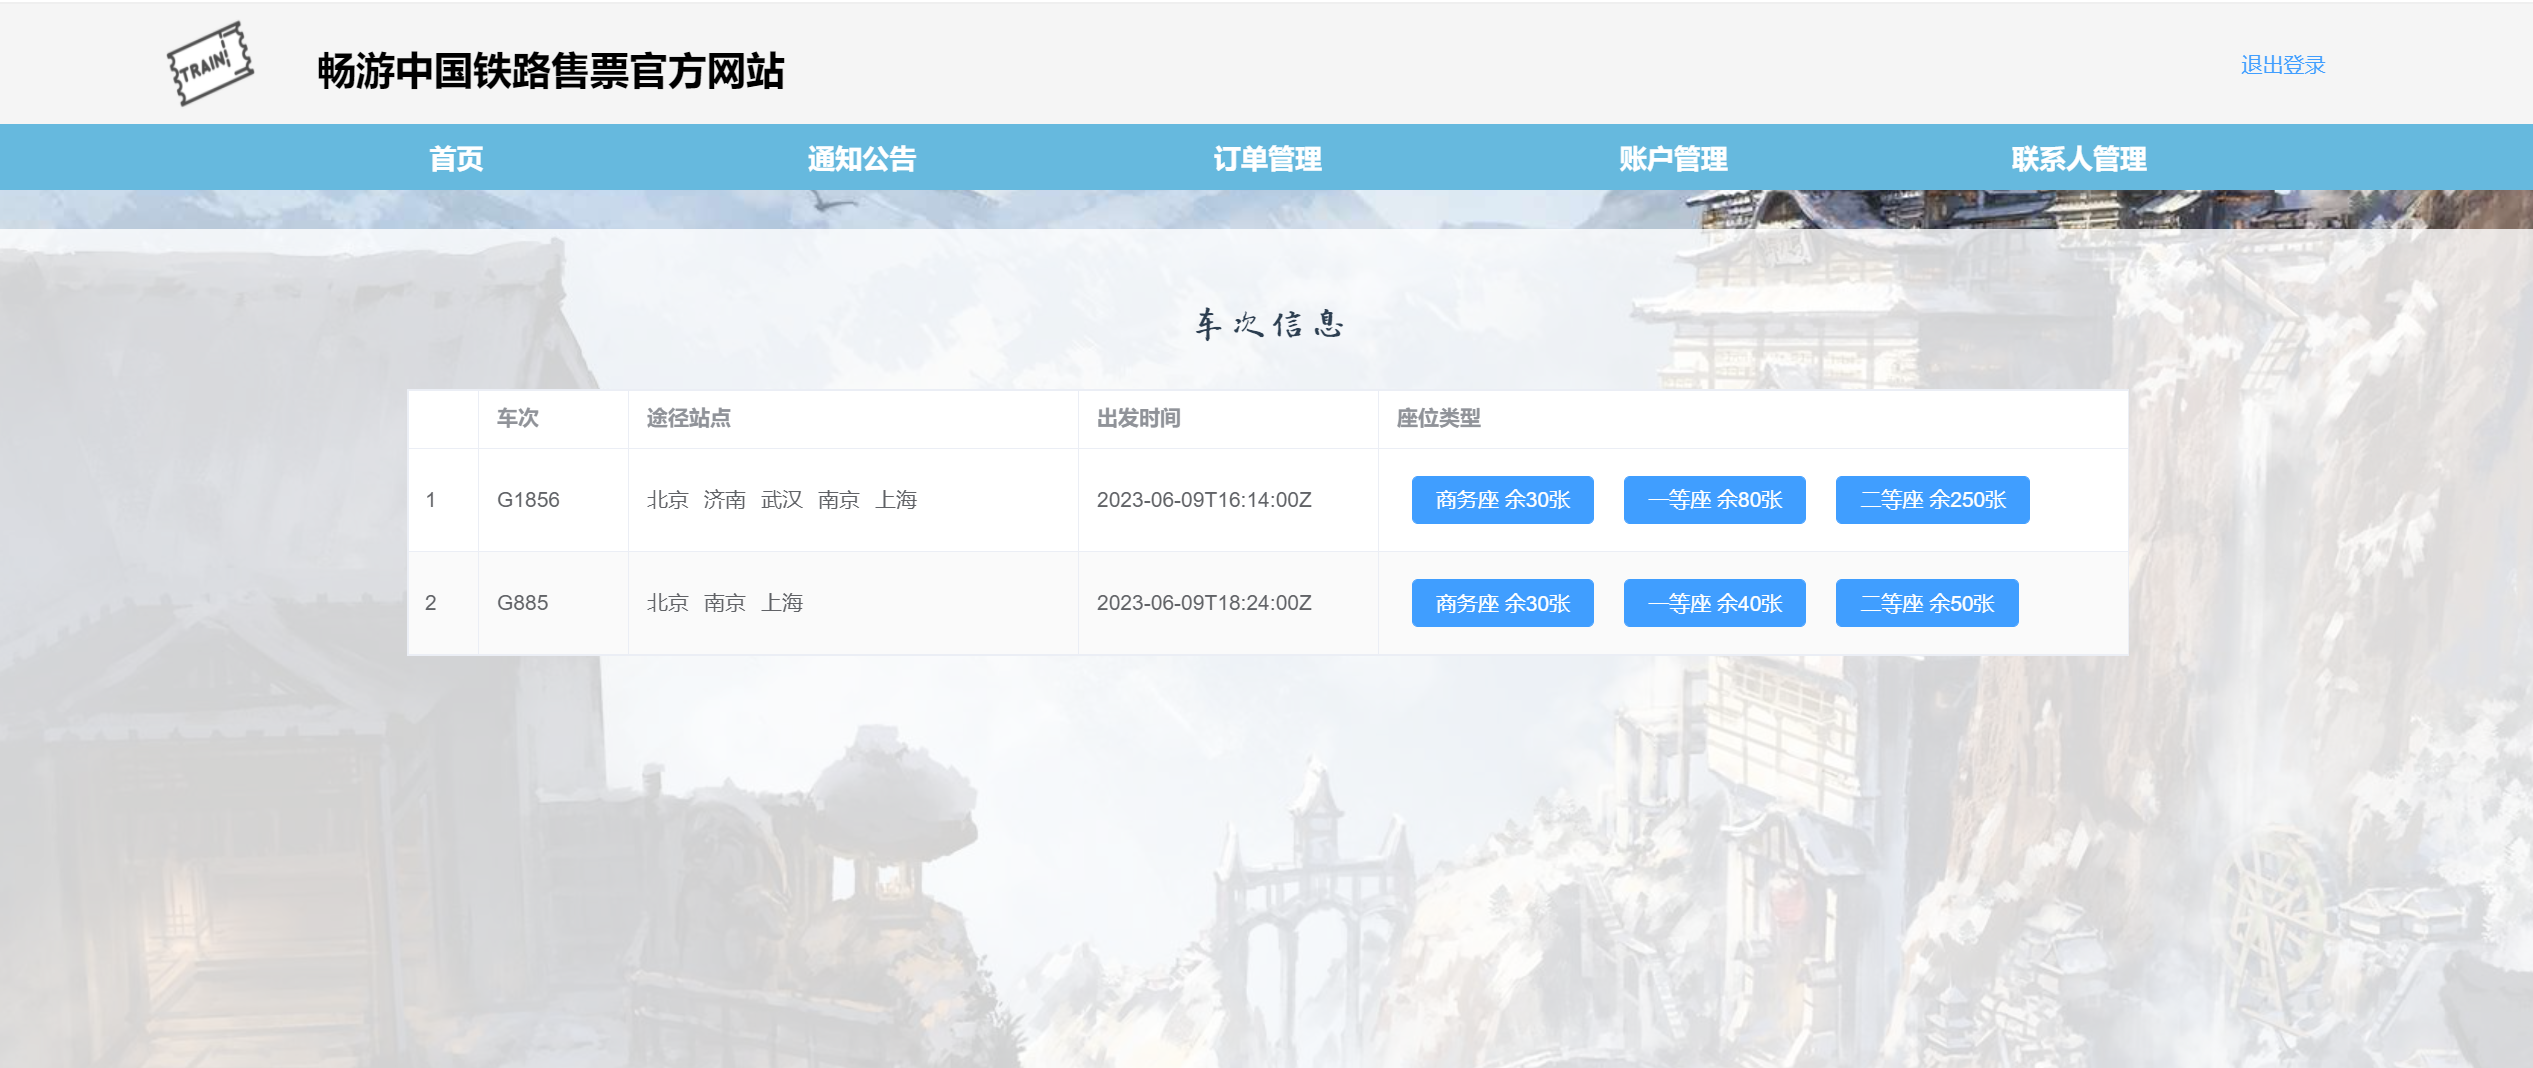 TRAIN
畅游中国铁路售票官方网站
退出登录
首页 通知公告 订单管理 账户管理 联系人管理
车次信息
车次 途径站点 出发时间 座位类型
1 G1856 北京 济南 武汉 南京 上海 2023-06-09T16:14:00Z 商务座 余30张 一等座 余80张 二等座 余250张
2 G885 北京 南京 上海 2023-06-09T18:24:00Z 商务座 余30张 一等座 余40张 二等座 余50张